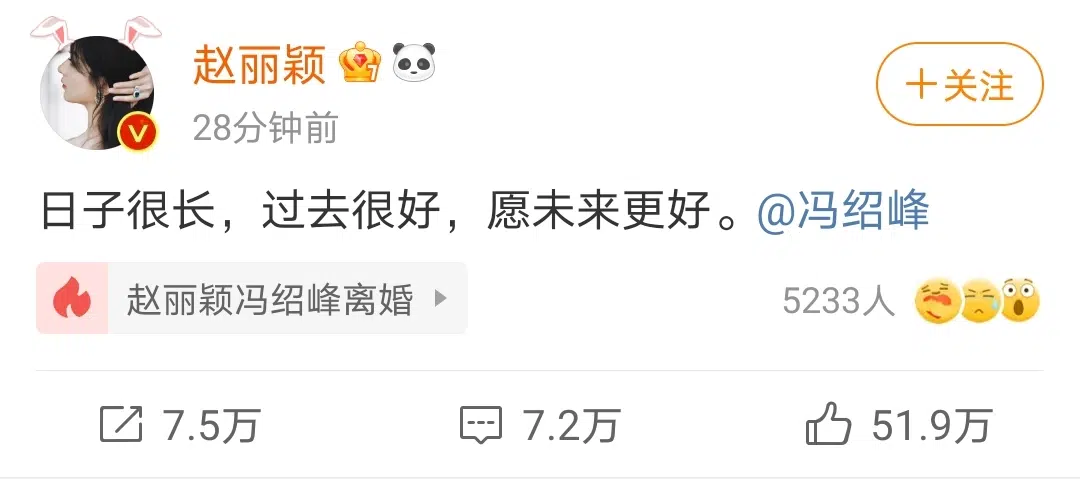 赵丽颖
28分钟前
+关注
日子很长，过去很好，愿未来更好。@冯绍峰
赵丽颖冯绍峰离婚
5233人
7.5万
7.2万
51.9万